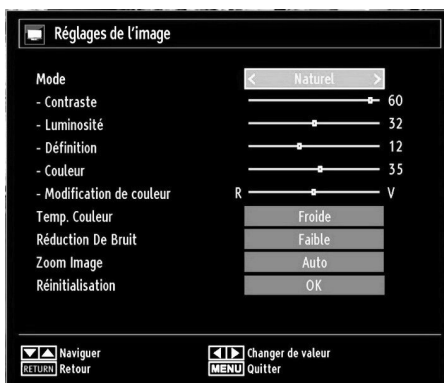 Réglages de l'image
Mode < Naturel >
- Contraste 60
- Luminosité 32
- Définition 12
- Couleur 35
- Modification de couleur R V
Temp. Couleur Froide
Réduction De Bruit Faible
Zoom Image Auto
Réinitialisation OK
Naviguer Changer de valeur
RETURN Retour MENU Quitter